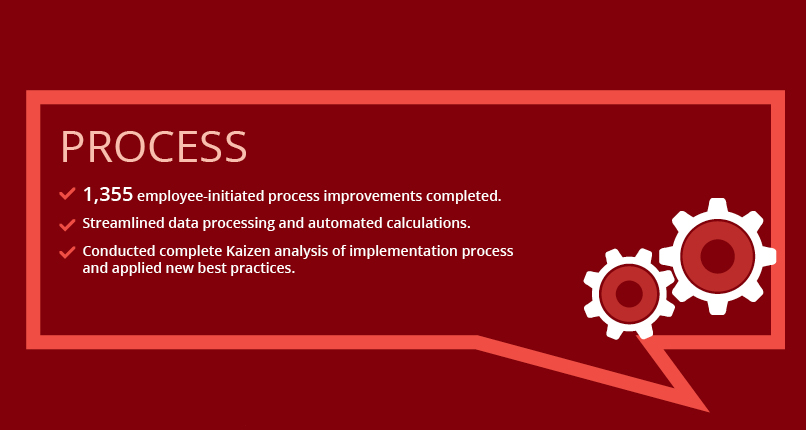 PROCESS
1,355 employee-initiated process improvements completed.
Streamlined data processing and automated calculations.
Conducted complete Kaizen analysis of implementation process
and applied new best practices.